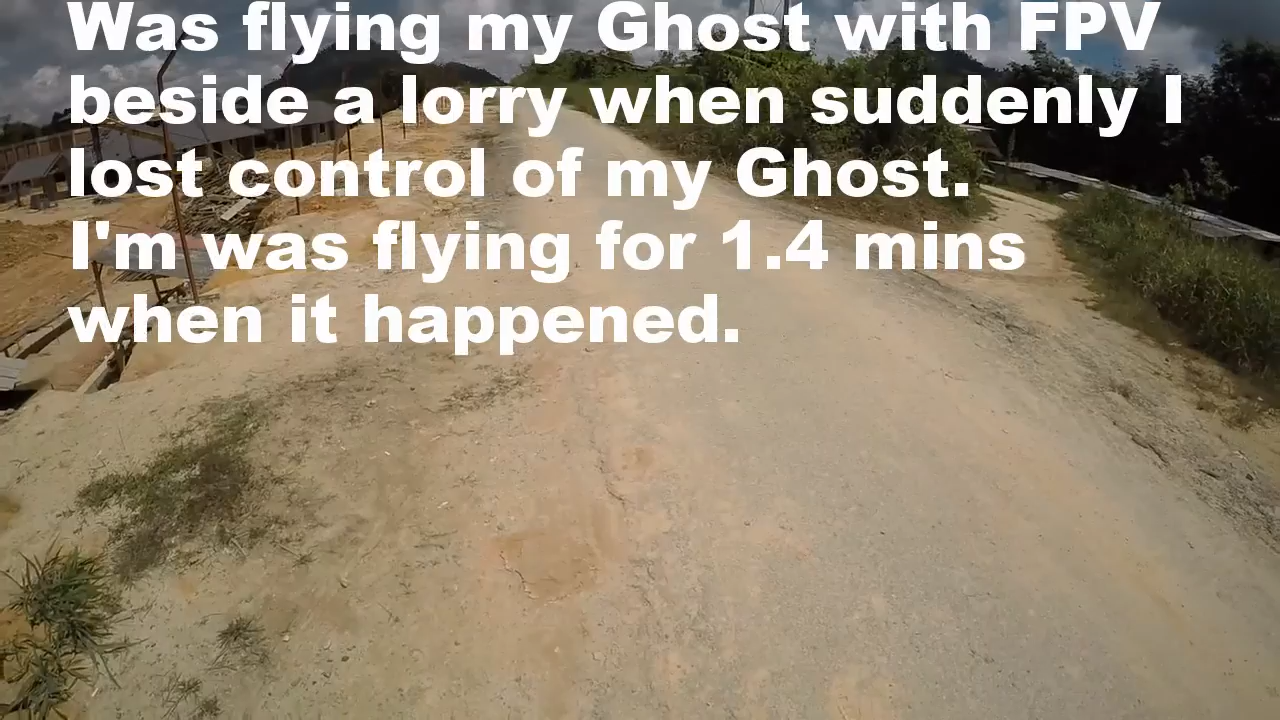 Was flying my Ghost with FPV
beside a lorry when suddenly I
lost control of my Ghost.
I'm was flying for 1.4 mins
when it happened.